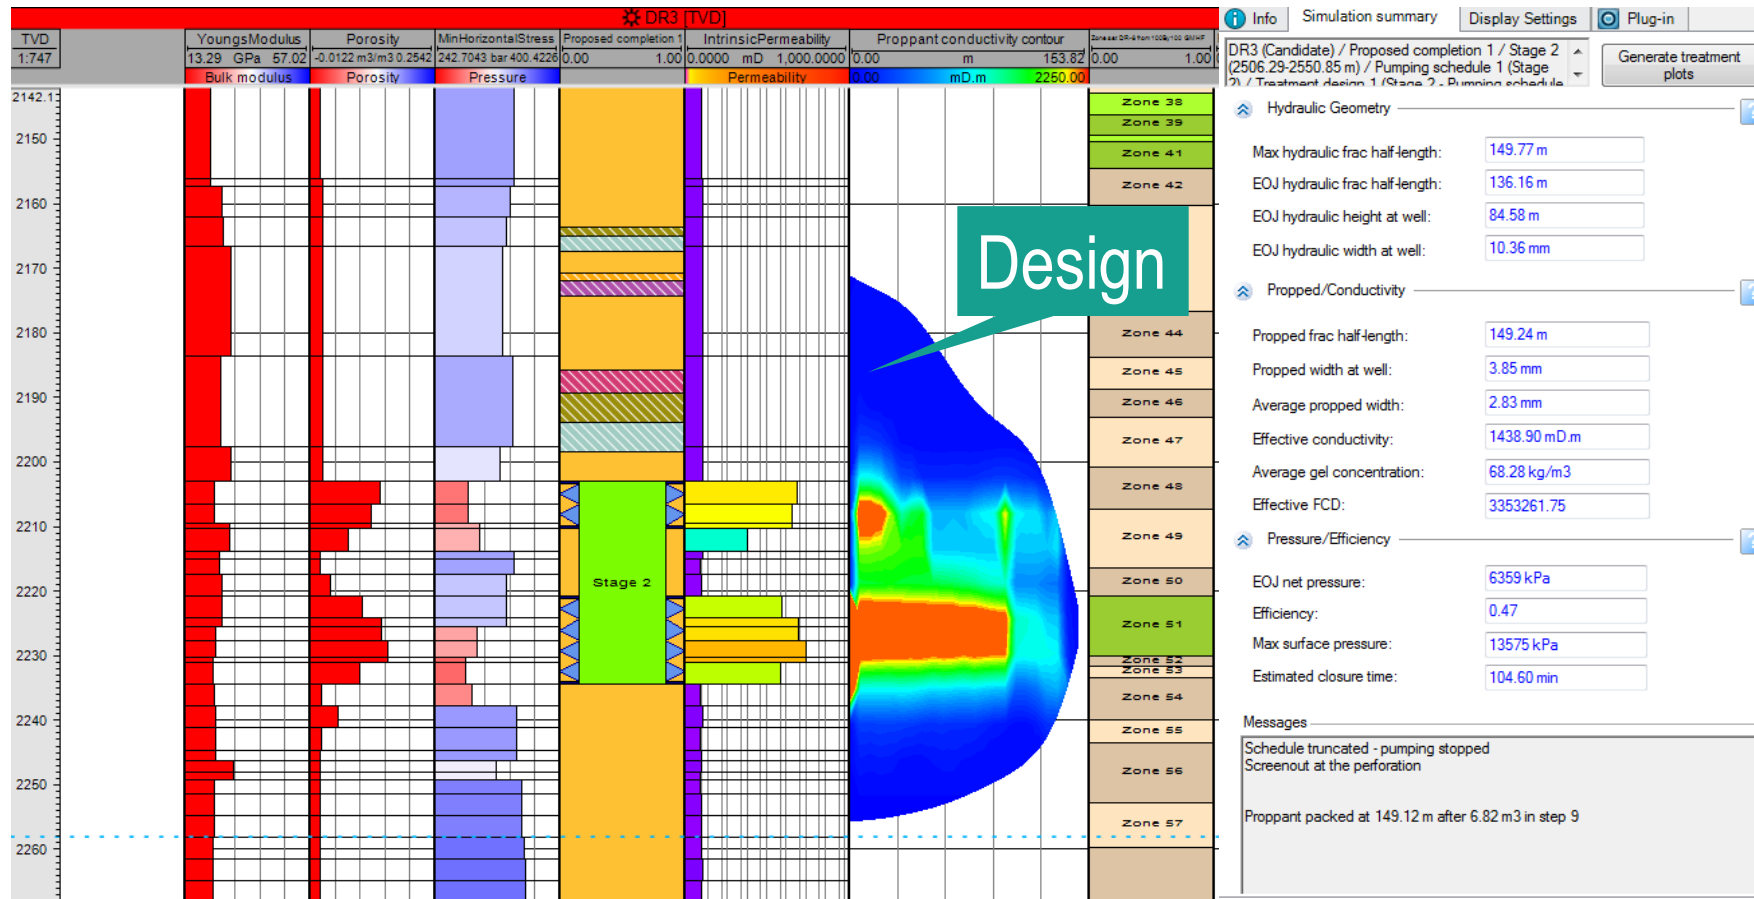 DR3 [TVD]
TVD
1:747
YoungsModulus
13.29 GPa 57.02
Bulk modulus
Porosity
-0.0122 m3/m3 0.2542
Porosity
MinHorizontalStress
242.7043 bar 400.4226
Pressure
Proposed completion 1
0.00 1.00
IntrinsicPermeability
0.0000 mD 1,000.0000
Permeability
Proppant conductivity contour
0.00 m 153.82
0.00 mD.m 2250.00
0.00 1.00
2142.1
2150
2160
2170
2180
2190
2200
2210
2220
2230
2240
2250
2260
Stage 2
Design
Zone 38
Zone 39
Zone 41
Zone 42
Zone 44
Zone 45
Zone 46
Zone 47
Zone 48
Zone 49
Zone 50
Zone 51
Zone 52
Zone 53
Zone 54
Zone 55
Zone 56
Zone 57
Info
Simulation summary
Display Settings
Plug-in
DR3 (Candidate) / Proposed completion 1 / Stage 2
(2506.29-2550.85 m) / Pumping schedule 1 (Stage
2) / Treatment design 1 (Stage 2 - Pumping schedule
Generate treatment
plots
Hydraulic Geometry
Max hydraulic frac half-length: 149.77 m
EOJ hydraulic frac half-length: 136.16 m
EOJ hydraulic height at well: 84.58 m
EOJ hydraulic width at well: 10.36 mm
Propped/Conductivity
Propped frac half-length: 149.24 m
Propped width at well: 3.85 mm
Average propped width: 2.83 mm
Effective conductivity: 1438.90 mD.m
Average gel concentration: 68.28 kg/m3
Effective FCD: 3353261.75
Pressure/Efficiency
EOJ net pressure: 6359 kPa
Efficiency: 0.47
Max surface pressure: 13575 kPa
Estimated closure time: 104.60 min
Messages
Schedule truncated - pumping stopped
Screenout at the perforation
Proppant packed at 149.12 m after 6.82 m3 in step 9